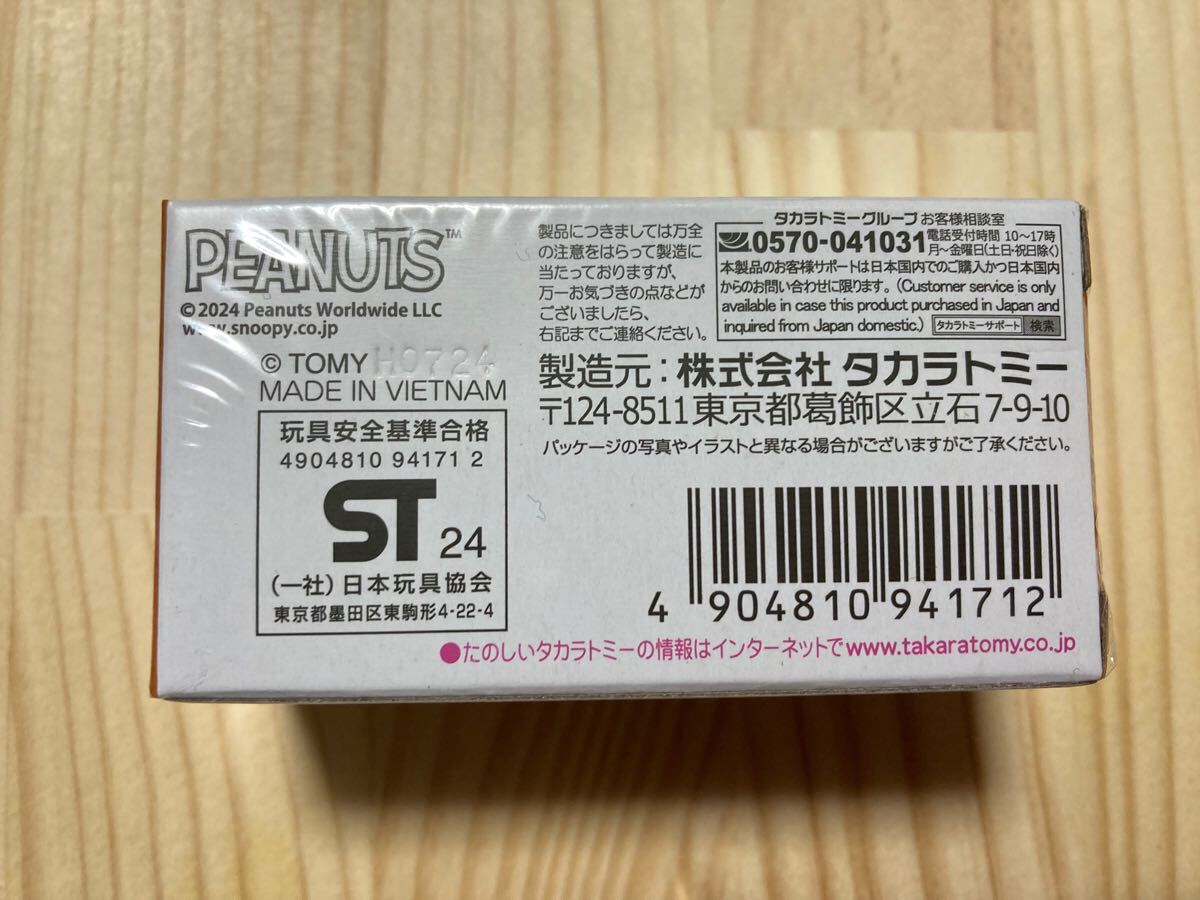 PEANUTS™
©2024 Peanuts Worldwide LLC
www.snoopy.co.jp
© TOMY H0724
MADE IN VIETNAM
玩具安全基準合格
4904810 94171 2
ST 24
(一社)日本玩具協会
東京都墨田区東駒形4-22-4
製品につきましては万全
の注意をはらって製造に
当たっておりますが、
万一お気づきの点などが
ございましたら、
右記までご連絡ください。
タカラトミーグループ お客様相談室
0570-041031 電話受付時間 10〜17時
月〜金曜日(土日・祝日除く)
本製品のお客様サポートは日本国内でのご購入かつ日本国内
からのお問い合わせに限ります。(Customer service is only
available in case this product purchased in Japan and
inquired from Japan domestic.) タカラトミーサポート 検索
製造元:株式会社 タカラトミー
〒124-8511 東京都葛飾区立石7-9-10
パッケージの写真やイラストと異なる場合がございますがご了承ください。
4 904810 941712
●たのしいタカラトミーの情報はインターネットでwww.takaratomy.co.jp